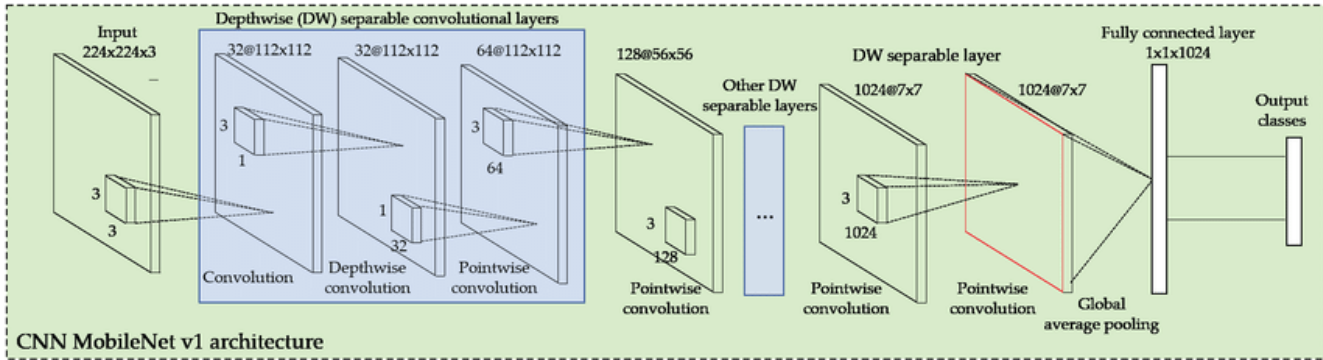 Depthwise (DW) separable convolutional layers
Input
224x224x3
32@112x112
32@112x112
64@112x112
128@56x56
Other DW
separable layers
DW separable layer
1024@7x7
1024@7x7
Fully connected layer
1x1x1024
Output
classes
3
3
3
1
1
32
3
64
3
128
...
3
1024
Convolution
Depthwise
convolution
Pointwise
convolution
Pointwise
convolution
Pointwise
convolution
Pointwise
convolution
Global
average pooling
CNN MobileNet v1 architecture